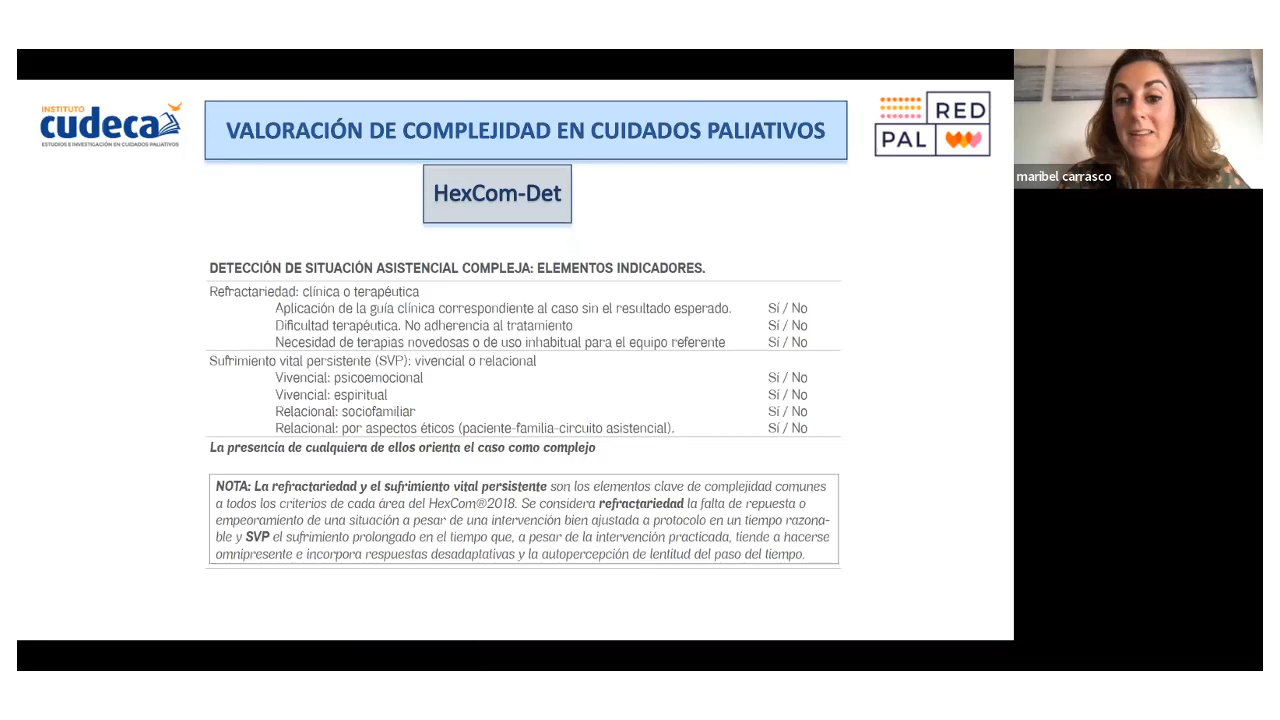 INSTITUTO
cudeca
ESTUDIOS E INVESTIGACIÓN EN CUIDADOS PALIATIVOS
VALORACIÓN DE COMPLEJIDAD EN CUIDADOS PALIATIVOS
RED
PAL
maribel carrasco
HexCom-Det
DETECCIÓN DE SITUACIÓN ASISTENCIAL COMPLEJA: ELEMENTOS INDICADORES.
Refractariedad: clínica o terapéutica
Aplicación de la guía clínica correspondiente al caso sin el resultado esperado. Sí / No
Dificultad terapéutica. No adherencia al tratamiento Sí / No
Necesidad de terapias novedosas o de uso inhabitual para el equipo referente Sí / No
Sufrimiento vital persistente (SVP): vivencial o relacional
Vivencial: psicoemocional Sí / No
Vivencial: espiritual Sí / No
Relacional: sociofamiliar Sí / No
Relacional: por aspectos éticos (paciente-familia-circuito asistencial). Sí / No
La presencia de cualquiera de ellos orienta el caso como complejo
NOTA: La refractariedad y el sufrimiento vital persistente son los elementos clave de complejidad comunes
a todos los criterios de cada área del HexCom®2018. Se considera refractariedad la falta de repuesta o
empeoramiento de una situación a pesar de una intervención bien ajustada a protocolo en un tiempo razona-
ble y SVP el sufrimiento prolongado en el tiempo que, a pesar de la intervención practicada, tiende a hacerse
omnipresente e incorpora respuestas desadaptativas y la autopercepción de lentitud del paso del tiempo.